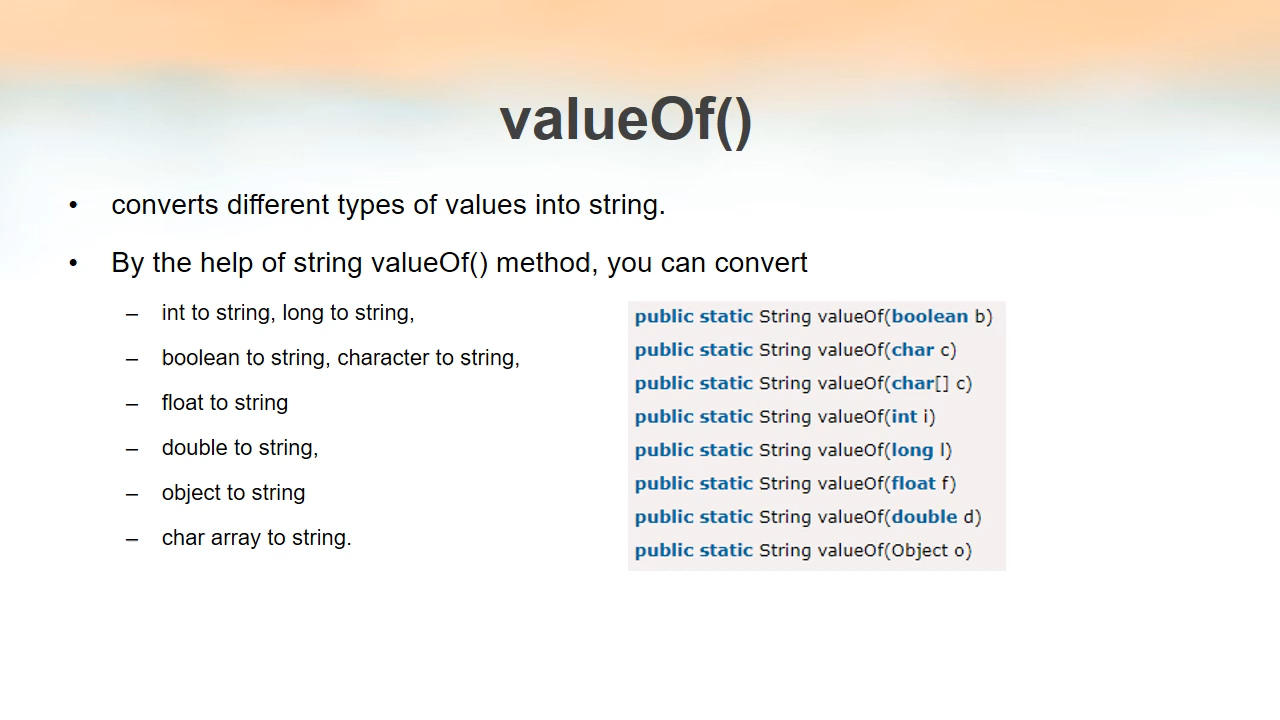 valueOf()
• converts different types of values into string.
• By the help of string valueOf() method, you can convert
– int to string, long to string,
– boolean to string, character to string,
– float to string
– double to string,
– object to string
– char array to string.
public static String valueOf(boolean b)
public static String valueOf(char c)
public static String valueOf(char[] c)
public static String valueOf(int i)
public static String valueOf(long l)
public static String valueOf(float f)
public static String valueOf(double d)
public static String valueOf(Object o)